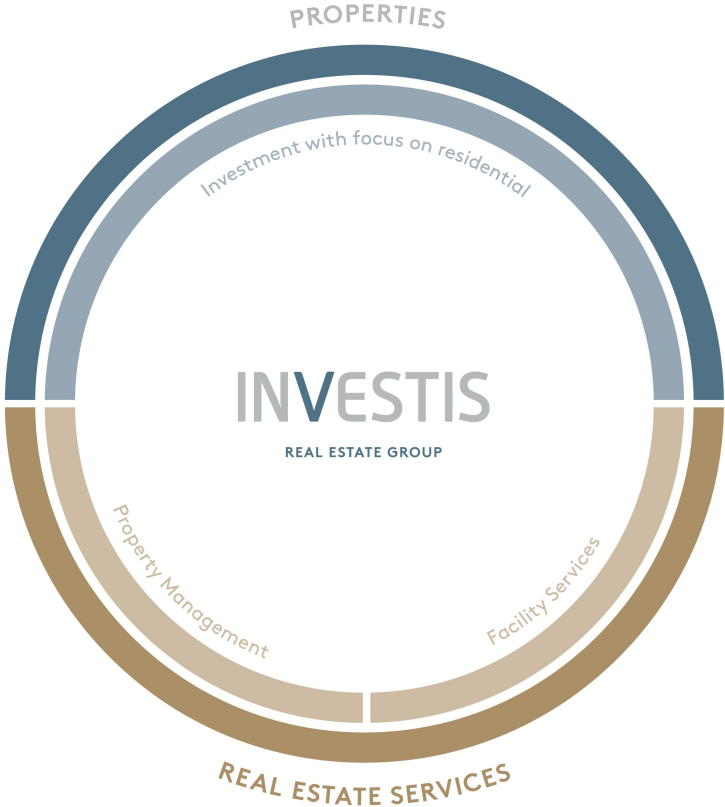 PROPERTIES
Investment with focus on residential
INVESTIS
REAL ESTATE GROUP
Property Management
Facility Services
REAL ESTATE SERVICES